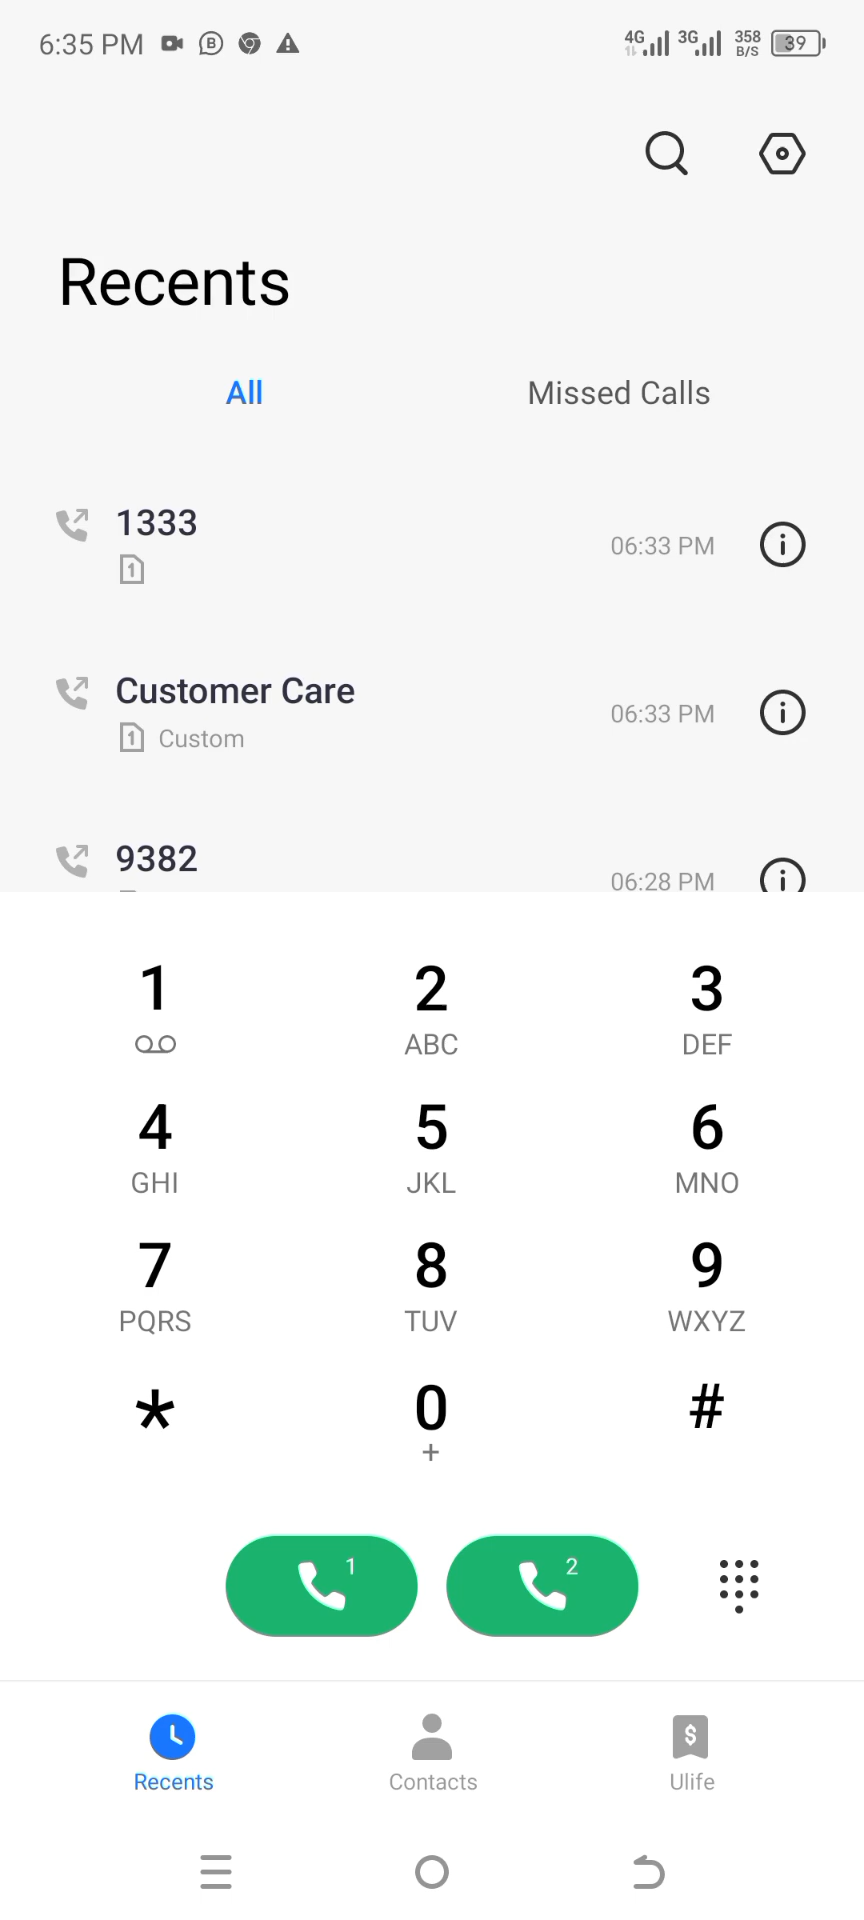 6:35 PM
4G 3G 358 B/S 39
Recents
All Missed Calls
1333
1
06:33 PM
Customer Care
1 Custom
06:33 PM
9382
06:28 PM
1 2 3
ABC DEF
4 5 6
GHI JKL MNO
7 8 9
PQRS TUV WXYZ
* 0 #
+
1 2
Recents Contacts Ulife